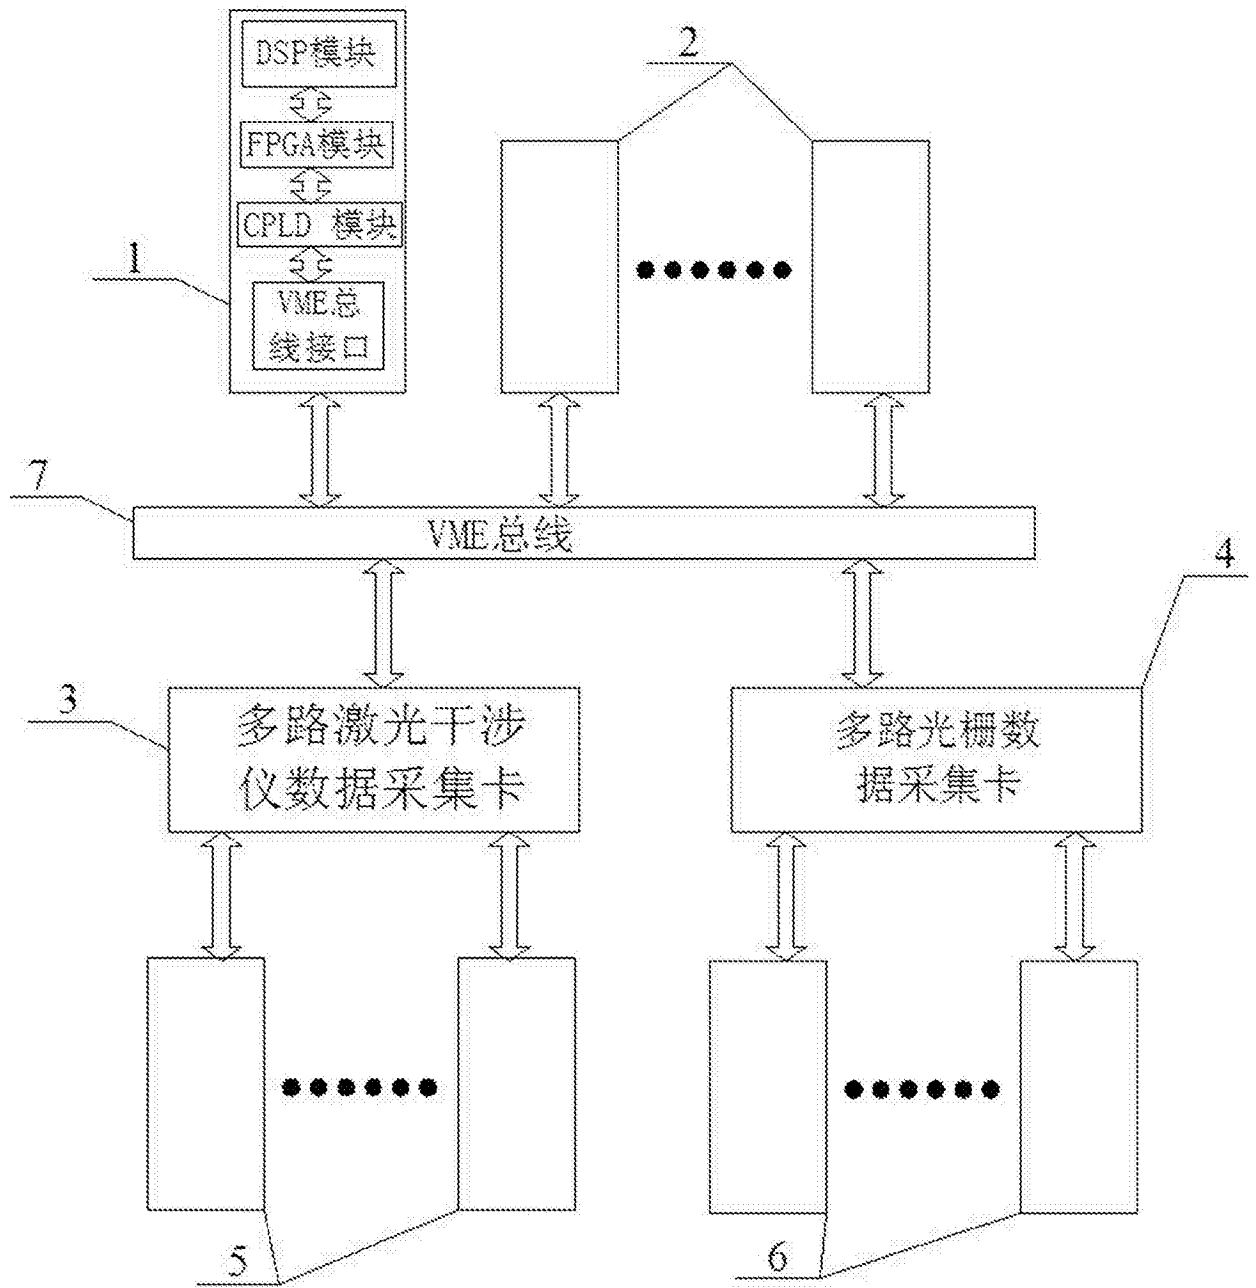 DSP模块
2
FPGA模块
CPLD 模块
1
VME总
线接口
7
VME总线
4
3
多路激光干涉
仪数据采集卡
多路光栅数
据采集卡
5
6